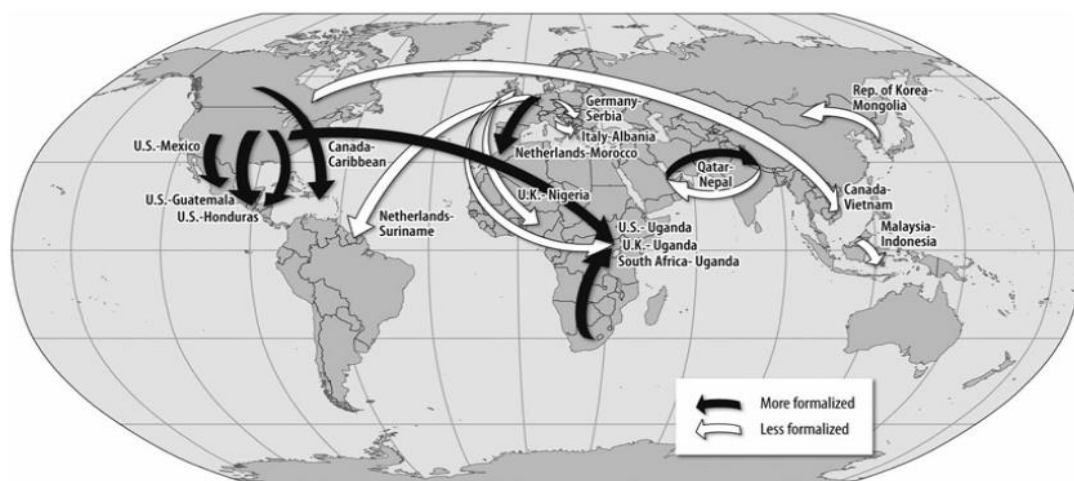 U.S.-Mexico
U.S.-Guatemala
U.S.-Honduras
Canada-
Caribbean
Netherlands-
Suriname
Germany-
Serbia
Italy-Albania
Netherlands-Morocco
U.K.- Nigeria
U.S.- Uganda
U.K.- Uganda
South Africa- Uganda
Qatar-
Nepal
Rep. of Korea-
Mongolia
Canada-
Vietnam
Malaysia-
Indonesia
More formalized
Less formalized